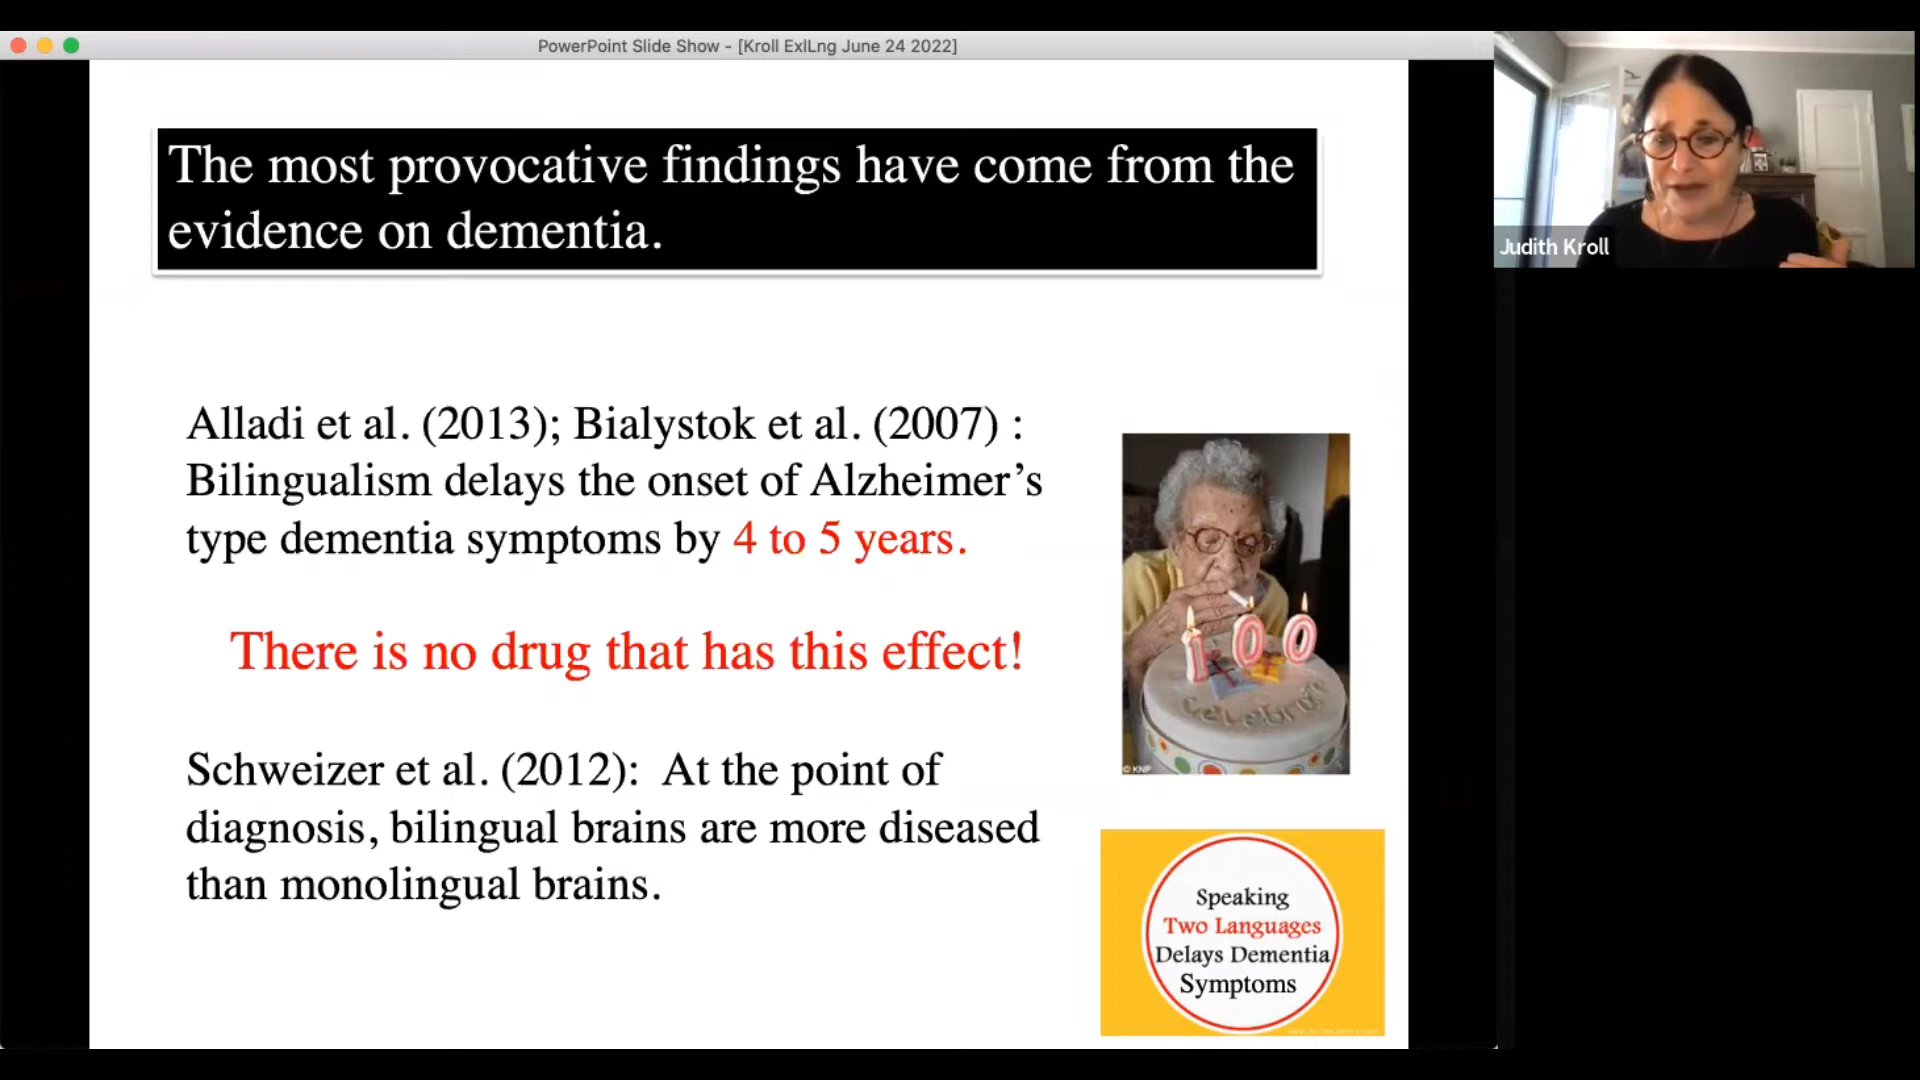 PowerPoint Slide Show - [Kroll ExlLng June 24 2022]
The most provocative findings have come from the
evidence on dementia.
Judith Kroll
Alladi et al. (2013); Bialystok et al. (2007) :
Bilingualism delays the onset of Alzheimer’s
type dementia symptoms by 4 to 5 years.
There is no drug that has this effect!
Schweizer et al. (2012): At the point of
diagnosis, bilingual brains are more diseased
than monolingual brains.
100
© KNP
Speaking
Two Languages
Delays Dementia
Symptoms